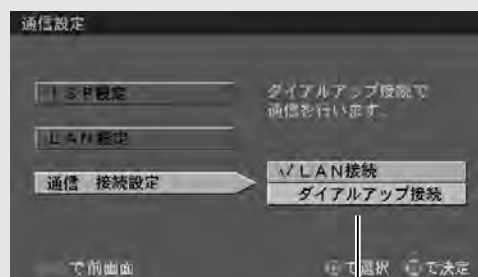 通信設定
ISP設定
ダイアルアップ接続で
通信を行います。
LAN設定
✓LAN接続
通信 接続設定
ダイアルアップ接続
で前画面
で選択
で決定